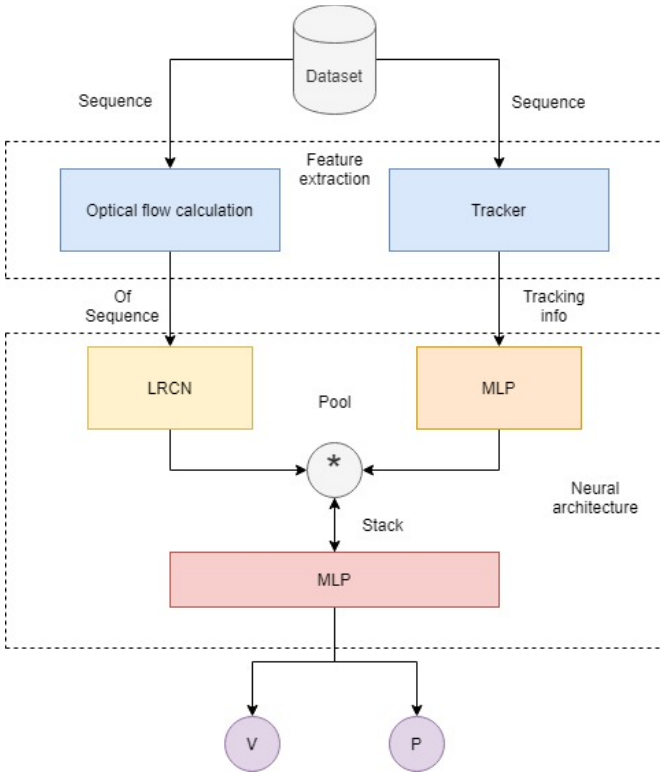 Dataset
Sequence
Sequence
Feature
extraction
Optical flow calculation
Tracker
Of
Sequence
Tracking
info
LRCN
MLP
Pool
*
Neural
architecture
Stack
MLP
V
P